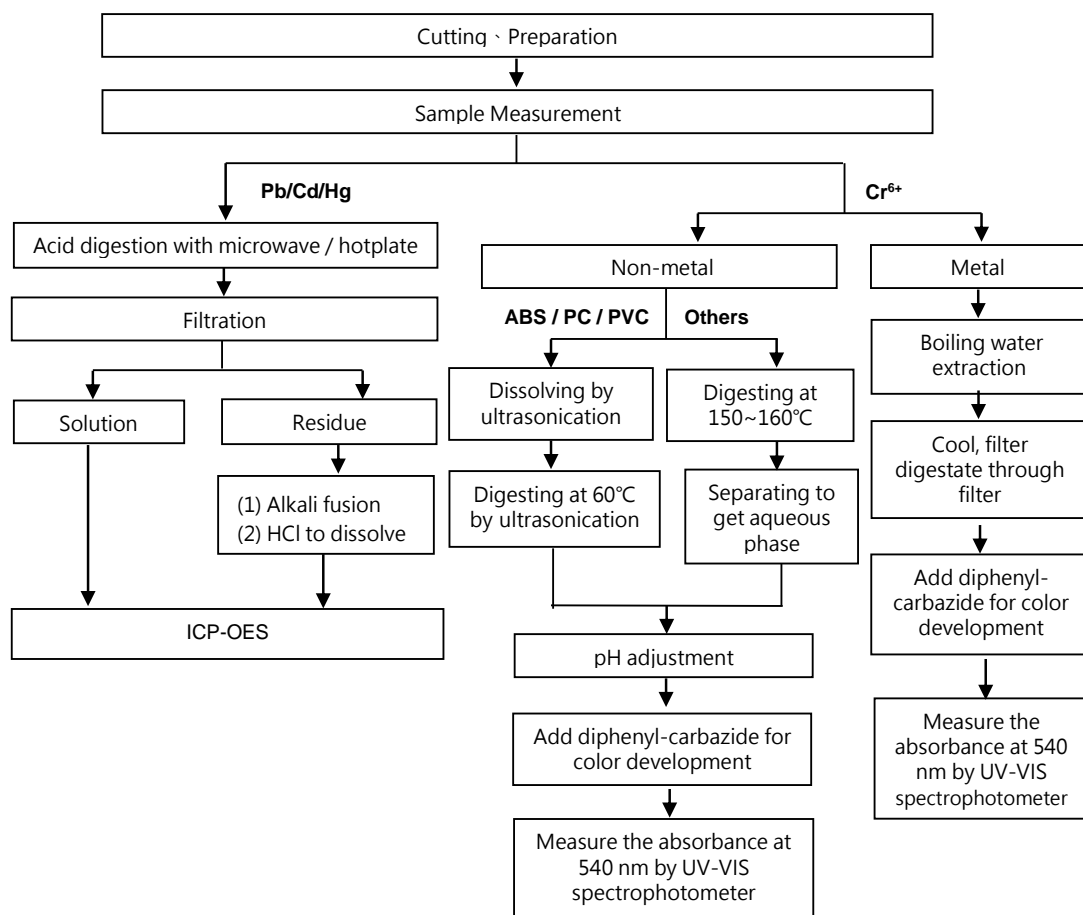 Cutting、Preparation
Sample Measurement
Pb/Cd/Hg
Cr⁶⁺
Acid digestion with microwave / hotplate
Non-metal
Metal
Filtration
ABS / PC / PVC
Others
Boiling water
extraction
Solution
Residue
Dissolving by
ultrasonication
Digesting at
150~160℃
Cool, filter
digestate through
filter
(1) Alkali fusion
(2) HCl to dissolve
Digesting at 60℃
by ultrasonication
Separating to
get aqueous
phase
Add diphenyl-
carbazide for color
development
ICP-OES
pH adjustment
Add diphenyl-carbazide for
color development
Measure the
absorbance at 540
nm by UV-VIS
spectrophotometer
Measure the absorbance at
540 nm by UV-VIS
spectrophotometer